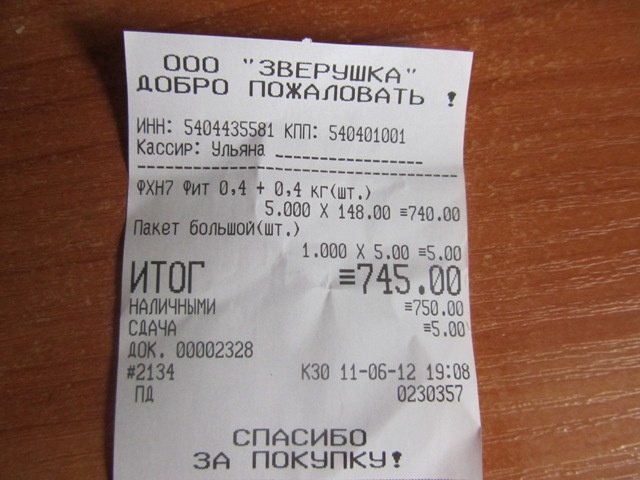 ООО "ЗВЕРУШКА"
ДОБРО ПОЖАЛОВАТЬ !
ИНН: 5404435581 КПП: 540401001
Кассир: Ульяна
ФХН7 Фит 0,4 + 0,4 кг(шт.)
5.000 X 148.00 ≡740.00
Пакет большой(шт.)
1.000 X 5.00 ≡5.00
ИТОГ ≡745.00
НАЛИЧНЫМИ ≡750.00
СДАЧА ≡5.00
ДОК. 00002328
#2134 К30 11-06-12 19:08
ПД 0230357
СПАСИБО
ЗА ПОКУПКУ!